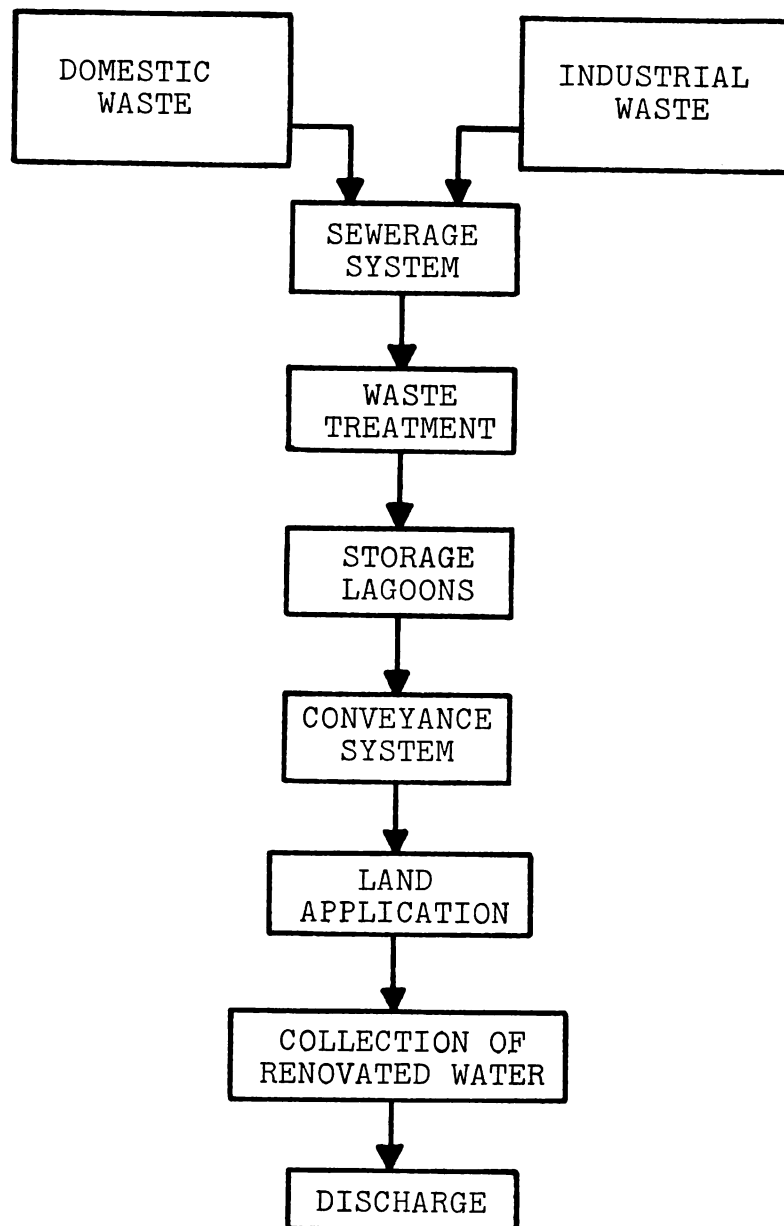 DOMESTIC
WASTE
INDUSTRIAL
WASTE
SEWERAGE
SYSTEM
WASTE
TREATMENT
STORAGE
LAGOONS
CONVEYANCE
SYSTEM
LAND
APPLICATION
COLLECTION OF
RENOVATED WATER
DISCHARGE